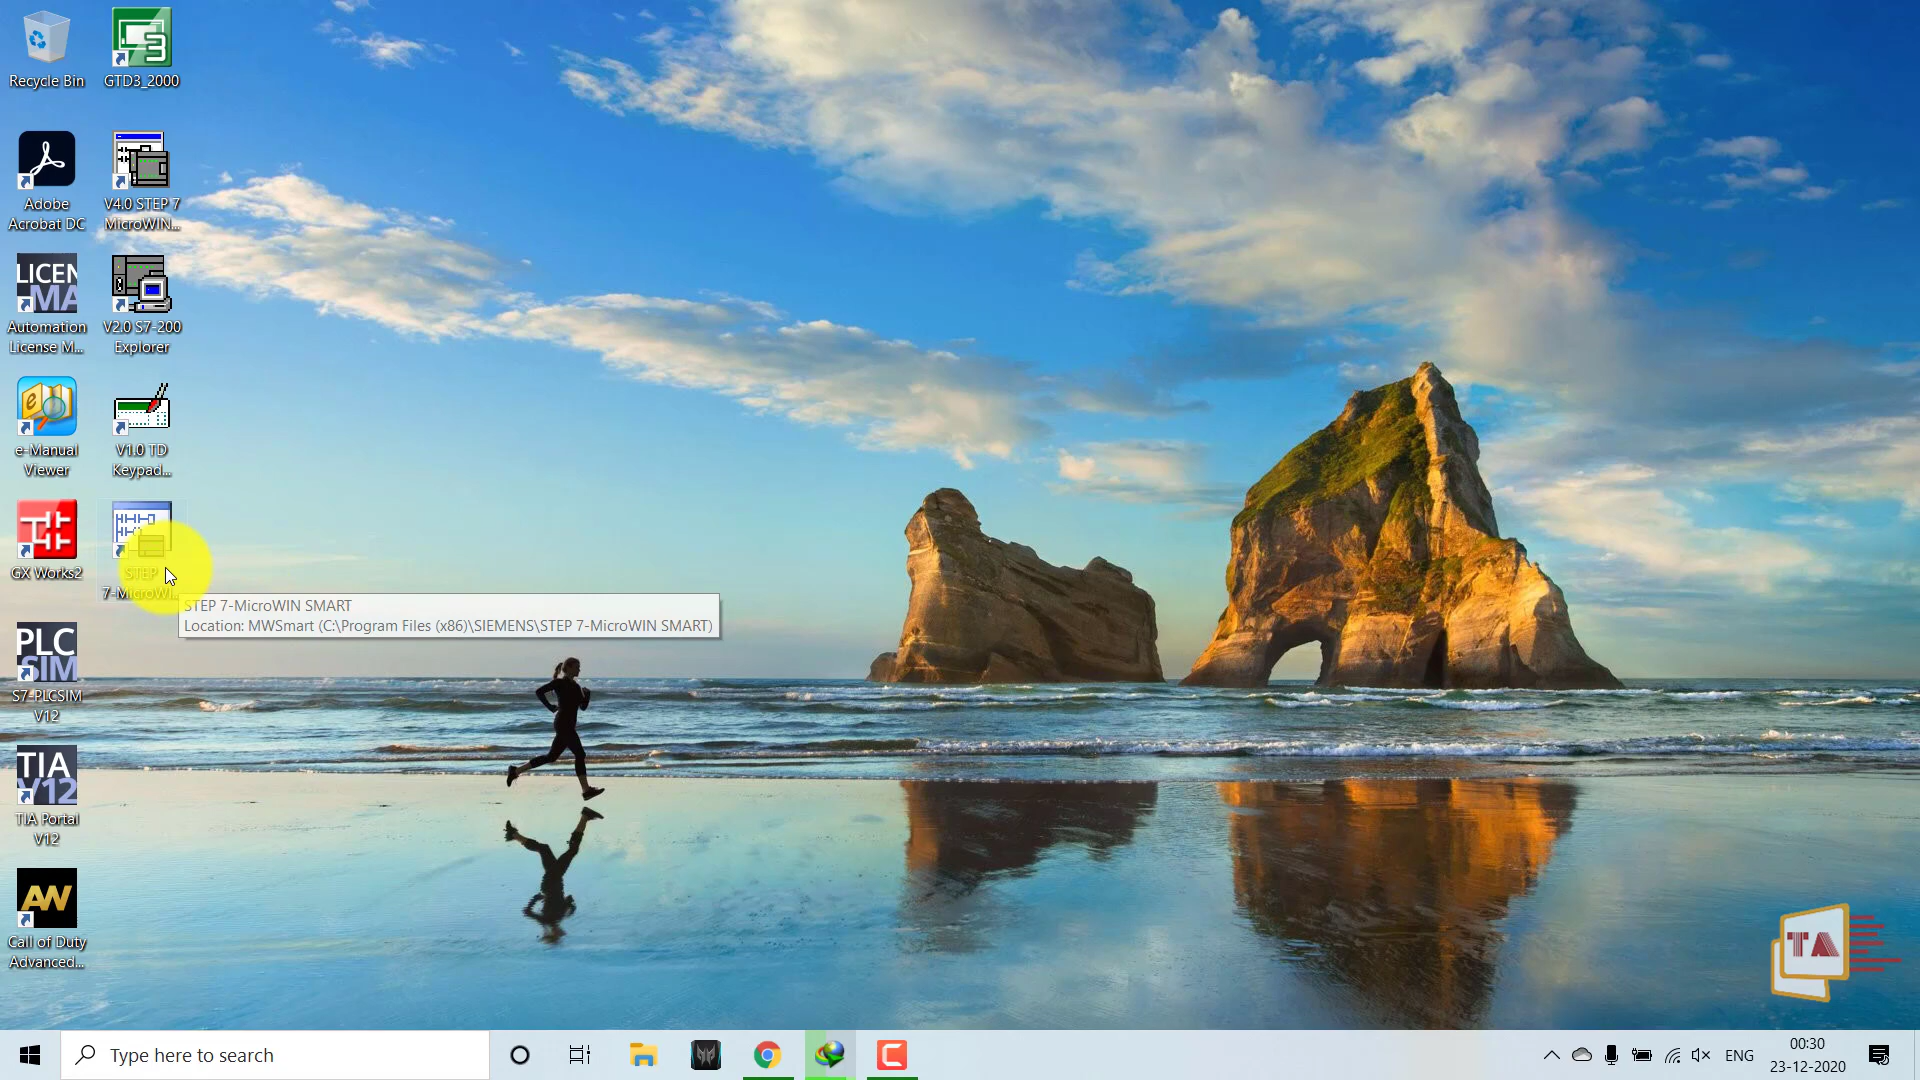 Recycle Bin
GTD3_2000
Adobe
Acrobat DC
V4.0 STEP 7
MicroWIN...
LICEN
MA
Automation
License M...
V2.0 S7-200
Explorer
e-Manual
Viewer
V1.0 TD
Keypad...
GX Works2
STEP
7-MicroWI...
STEP 7-MicroWIN SMART
Location: MWSmart (C:\Program Files (x86)\SIEMENS\STEP 7-MicroWIN SMART)
PLC
SIM
S7-PLCSIM
V12
TIA
V12
TIA Portal
V12
AW
Call of Duty
Advanced...
TA
Type here to search
ENG
00:30
23-12-2020